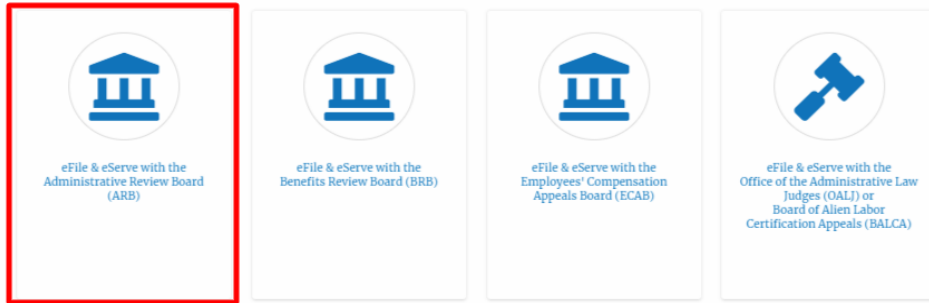 eFile & eServe with the
Administrative Review Board
(ARB)
eFile & eServe with the
Benefits Review Board (BRB)
eFile & eServe with the
Employees' Compensation
Appeals Board (ECAB)
eFile & eServe with the
Office of the Administrative Law
Judges (OALJ) or
Board of Alien Labor
Certification Appeals (BALCA)